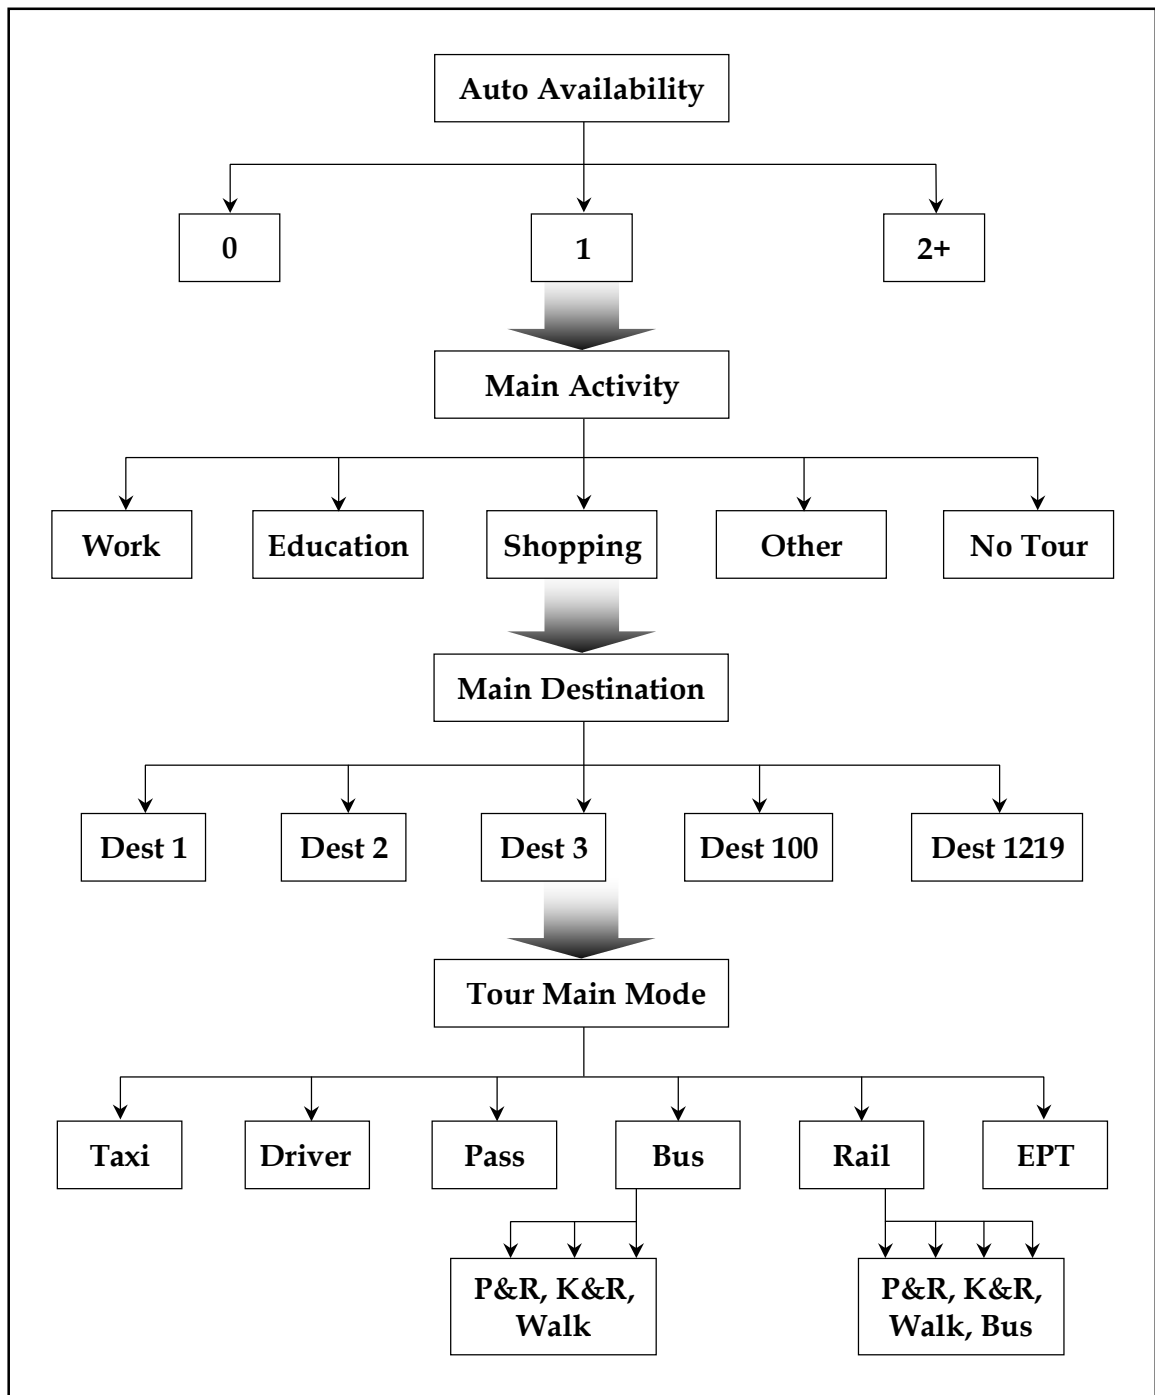 Auto Availability
0
1
2+
Main Activity
Work
Education
Shopping
Other
No Tour
Main Destination
Dest 1
Dest 2
Dest 3
Dest 100
Dest 1219
Tour Main Mode
Taxi
Driver
Pass
Bus
Rail
EPT
P&R, K&R,
Walk
P&R, K&R,
Walk, Bus